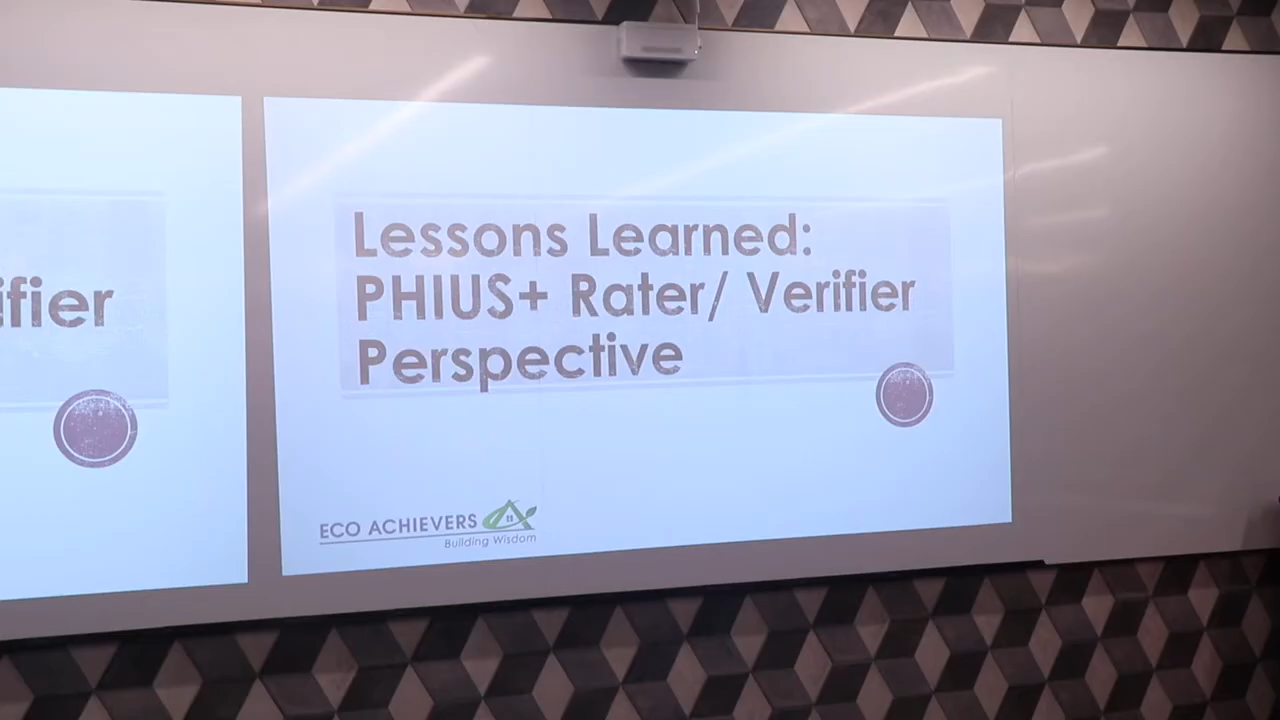 ifier
Lessons Learned:
PHIUS+ Rater/ Verifier
Perspective
ECO ACHIEVERS
Building Wisdom